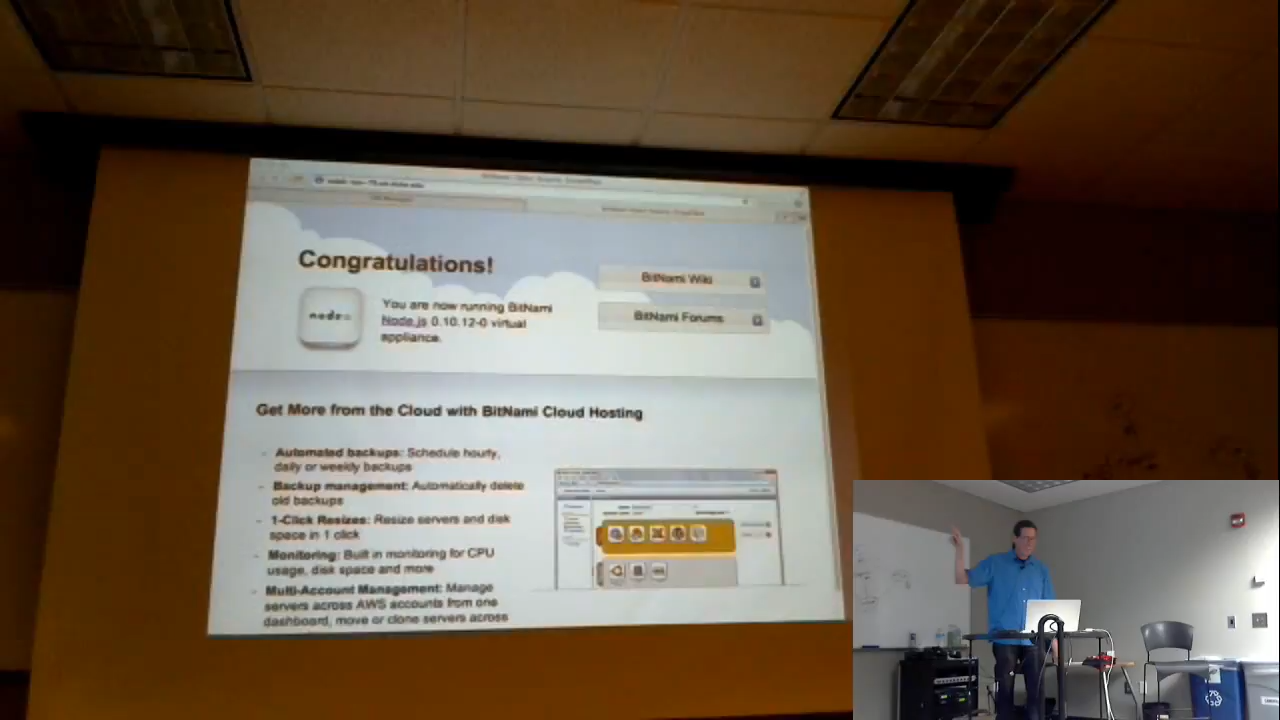 Congratulations!
node
You are now running BitNami
Node.js 0.10.12-0 virtual
appliance.
BitNami Wiki
BitNami Forums
Get More from the Cloud with BitNami Cloud Hosting
- Automated backups: Schedule hourly,
daily or weekly backups
- Backup management: Automatically delete
old backups
- 1-Click Resizes: Resize servers and disk
space in 1 click
- Monitoring: Built in monitoring for CPU
usage, disk space and more
- Multi-Account Management: Manage
servers across AWS accounts from one
dashboard, move or clone servers across